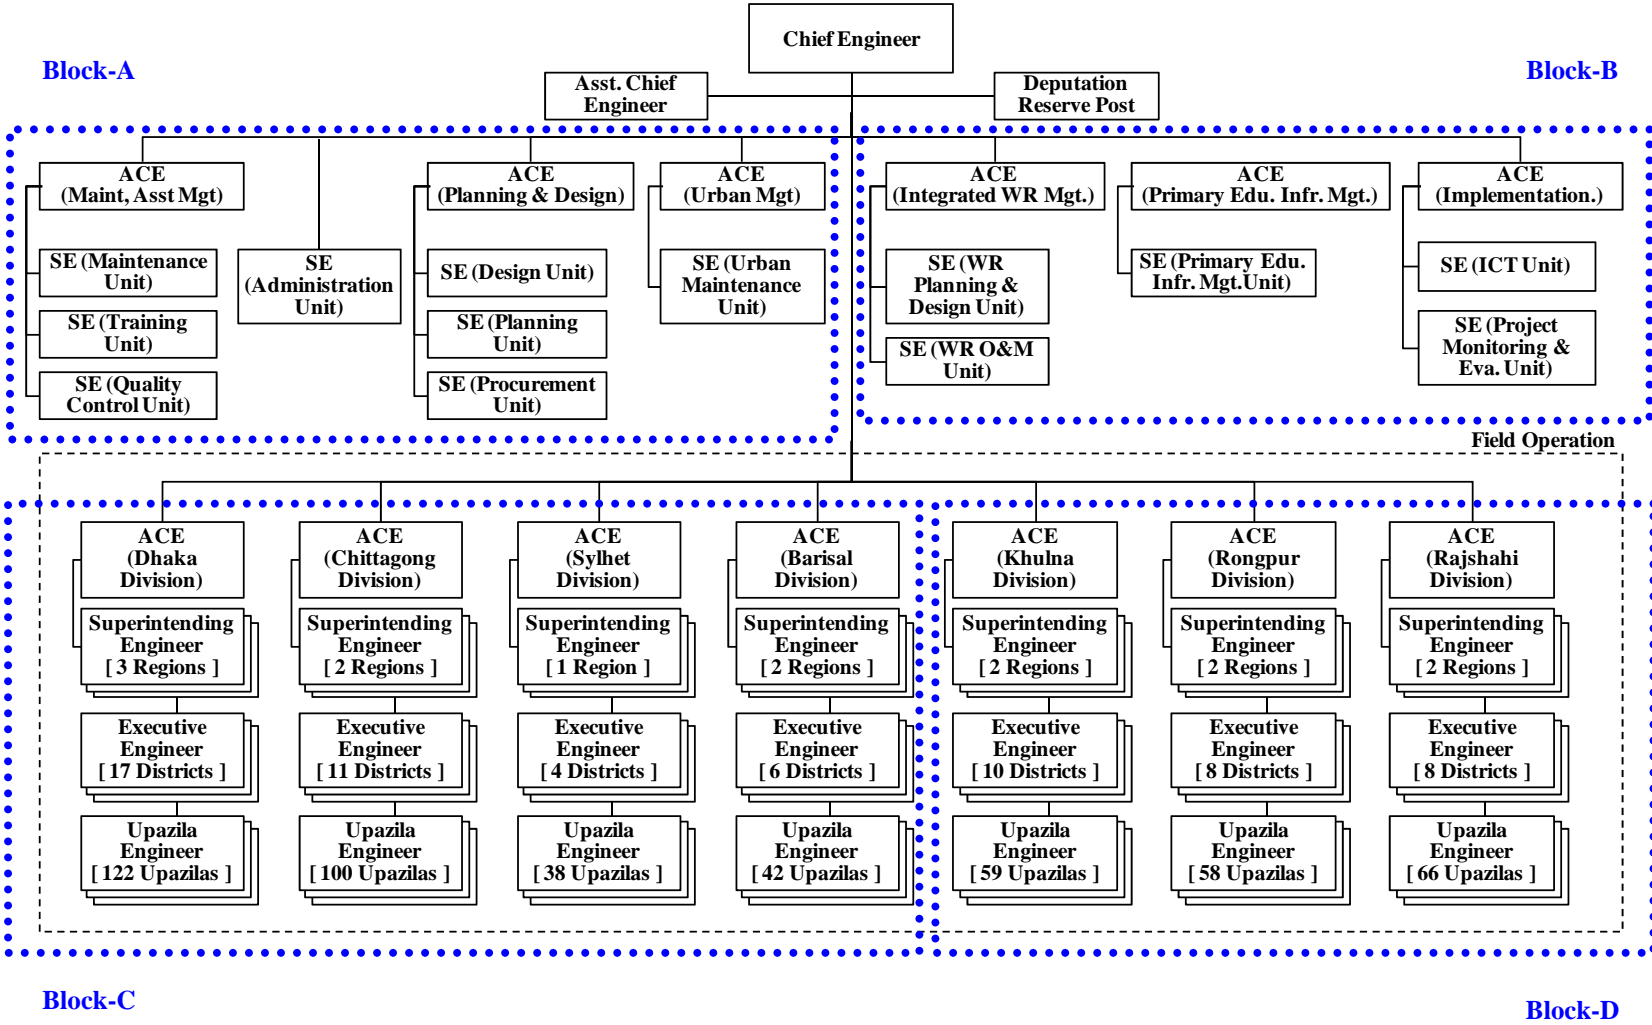 Chief Engineer
Block-A
Block-B
Asst. Chief
Engineer
Deputation
Reserve Post
ACE
(Maint, Asst Mgt)
SE (Maintenance
Unit)
SE (Training
Unit)
SE (Quality
Control Unit)
SE
(Administration
Unit)
ACE
(Planning & Design)
SE (Design Unit)
SE (Planning
Unit)
SE (Procurement
Unit)
ACE
(Urban Mgt)
SE (Urban
Maintenance
Unit)
ACE
(Integrated WR Mgt.)
SE (WR
Planning &
Design Unit)
SE (WR O&M
Unit)
ACE
(Primary Edu. Infr. Mgt.)
SE (Primary Edu.
Infr. Mgt.Unit)
ACE
(Implementation.)
SE (ICT Unit)
SE (Project
Monitoring &
Eva. Unit)
Field Operation
ACE
(Dhaka
Division)
Superintending
Engineer
[ 3 Regions ]
Executive
Engineer
[ 17 Districts ]
Upazila
Engineer
[ 122 Upazilas ]
ACE
(Chittagong
Division)
Superintending
Engineer
[ 2 Regions ]
Executive
Engineer
[ 11 Districts ]
Upazila
Engineer
[ 100 Upazilas ]
ACE
(Sylhet
Division)
Superintending
Engineer
[ 1 Region ]
Executive
Engineer
[ 4 Districts ]
Upazila
Engineer
[ 38 Upazilas ]
ACE
(Barisal
Division)
Superintending
Engineer
[ 2 Regions ]
Executive
Engineer
[ 6 Districts ]
Upazila
Engineer
[ 42 Upazilas ]
ACE
(Khulna
Division)
Superintending
Engineer
[ 2 Regions ]
Executive
Engineer
[ 10 Districts ]
Upazila
Engineer
[ 59 Upazilas ]
ACE
(Rongpur
Division)
Superintending
Engineer
[ 2 Regions ]
Executive
Engineer
[ 8 Districts ]
Upazila
Engineer
[ 58 Upazilas ]
ACE
(Rajshahi
Division)
Superintending
Engineer
[ 2 Regions ]
Executive
Engineer
[ 8 Districts ]
Upazila
Engineer
[ 66 Upazilas ]
Block-C
Block-D